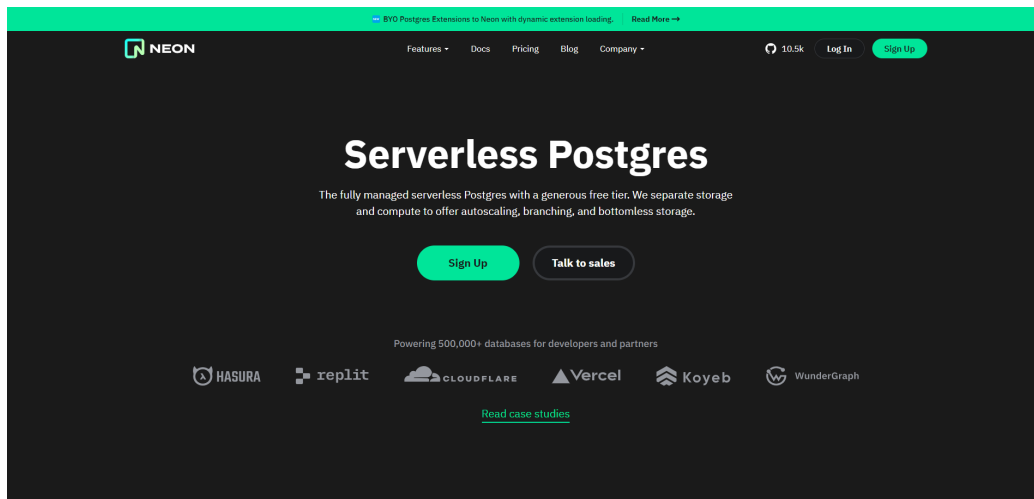 BYO Postgres Extensions to Neon with dynamic extension loading. Read More →
NEON Features Docs Pricing Blog Company 10.5k Log In Sign Up
Serverless Postgres
The fully managed serverless Postgres with a generous free tier. We separate storage
and compute to offer autoscaling, branching, and bottomless storage.
Sign Up Talk to sales
Powering 500,000+ databases for developers and partners
HASURA replit CLOUDFLARE Vercel Koyeb WunderGraph
Read case studies